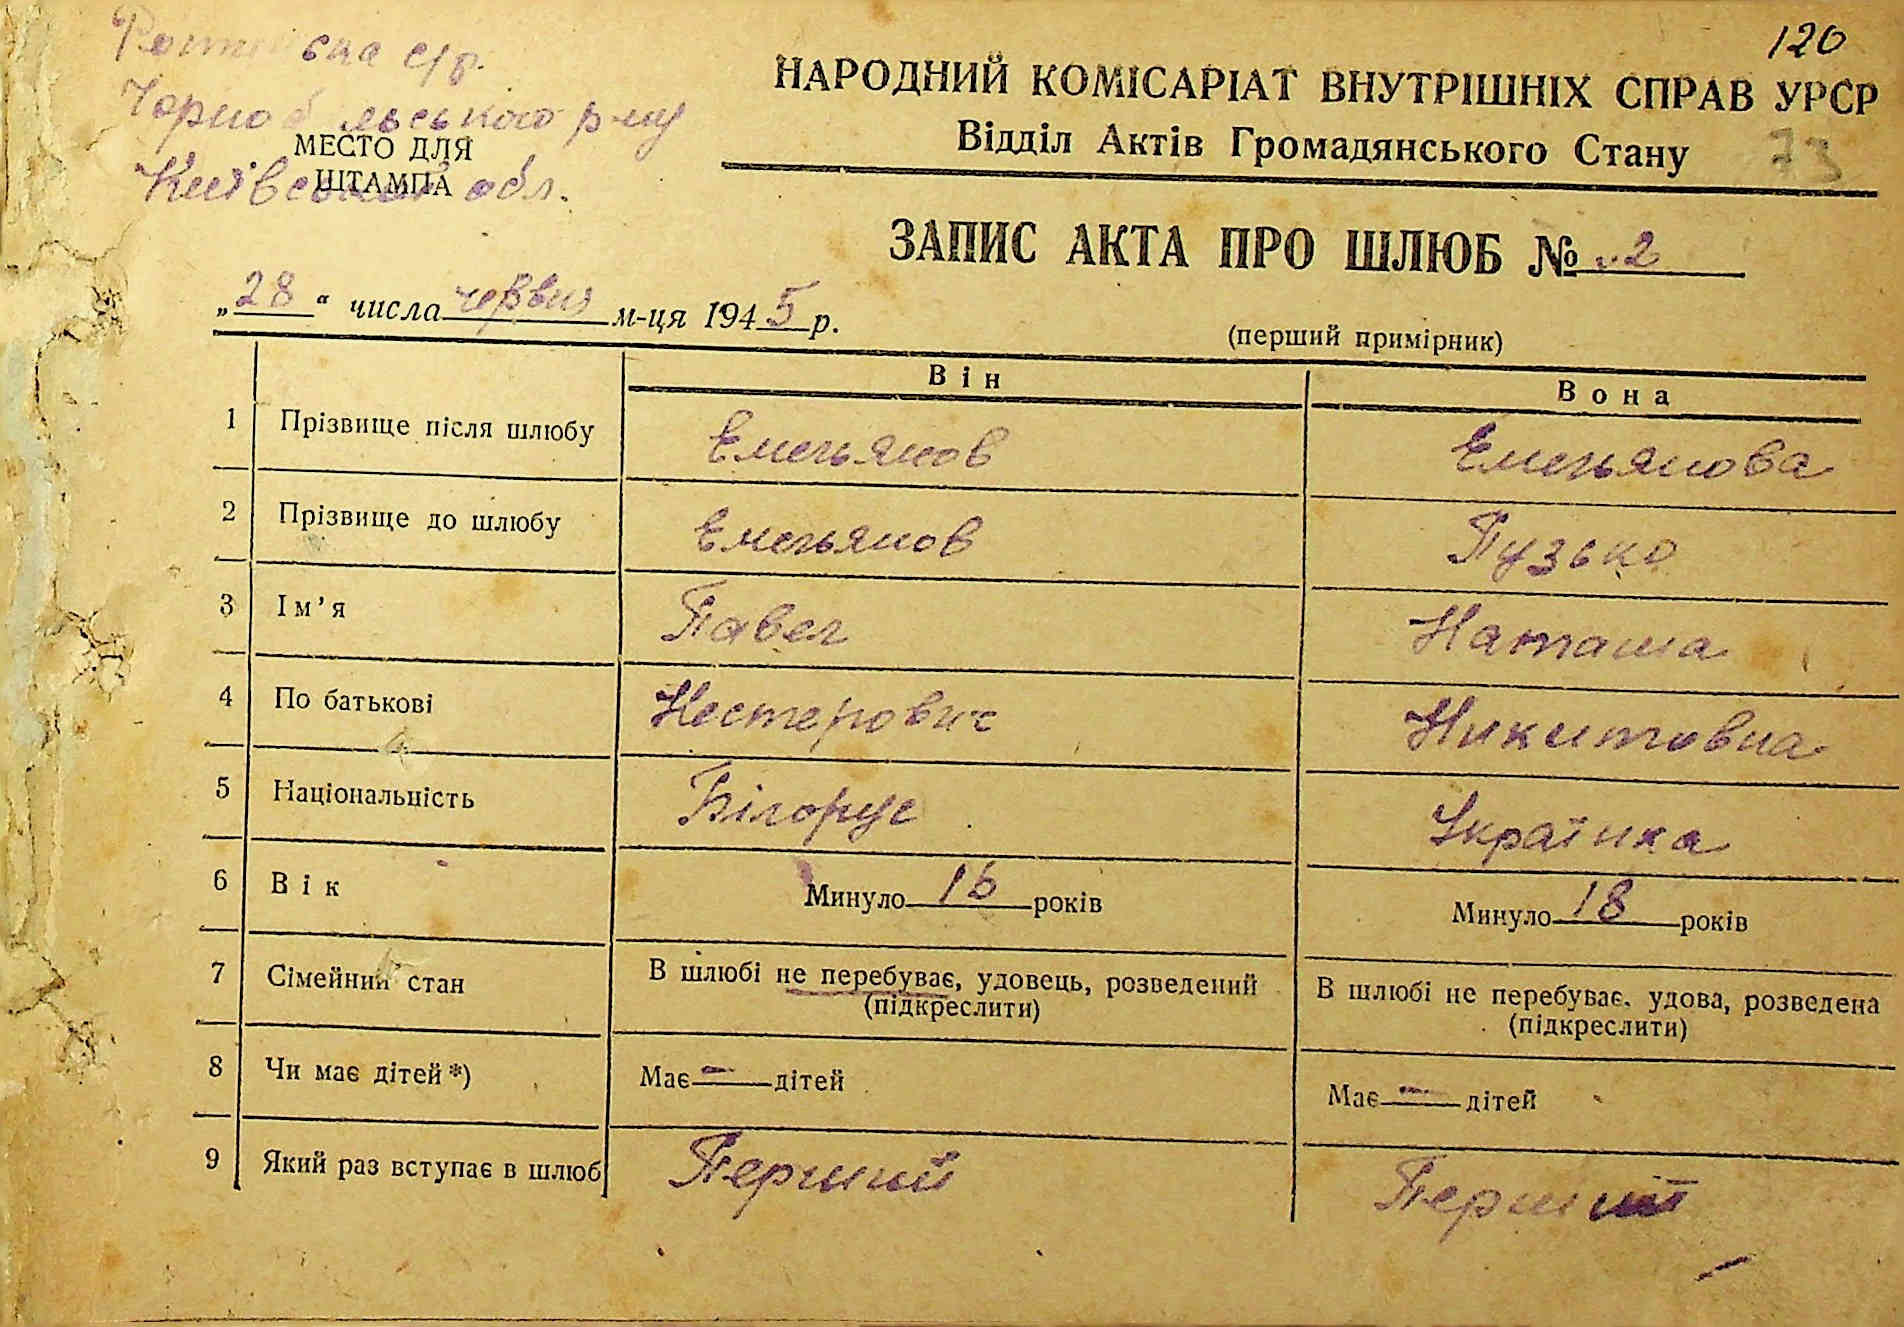 120
с/р.
Чорнобильського р-ну
Київської обл.
МЕСТО ДЛЯ
ШТАМПА
НАРОДНИЙ КОМІСАРІАТ ВНУТРІШНІХ СПРАВ УРСР
Відділ Актів Громадянського Стану 73
ЗАПИС АКТА ПРО ШЛЮБ № 2
„28“ числа червня м-ця 1945 р.
(перший примірник)
Він Вона
1 Прізвище після шлюбу Емельянов Емельянова
2 Прізвище до шлюбу Емельянов Пузько
3 Ім’я Павел Наташа
4 По батькові Нестерович Никитовна
5 Національність Білорус Українка
6 Вік Минуло 16 років Минуло 18 років
7 Сімейний стан В шлюбі не перебуває, удовець, розведений (підкреслити) В шлюбі не перебуває, удова, розведена (підкреслити)
8 Чи має дітей *) Має — дітей Має — дітей
9 Який раз вступає в шлюб Перший Перший